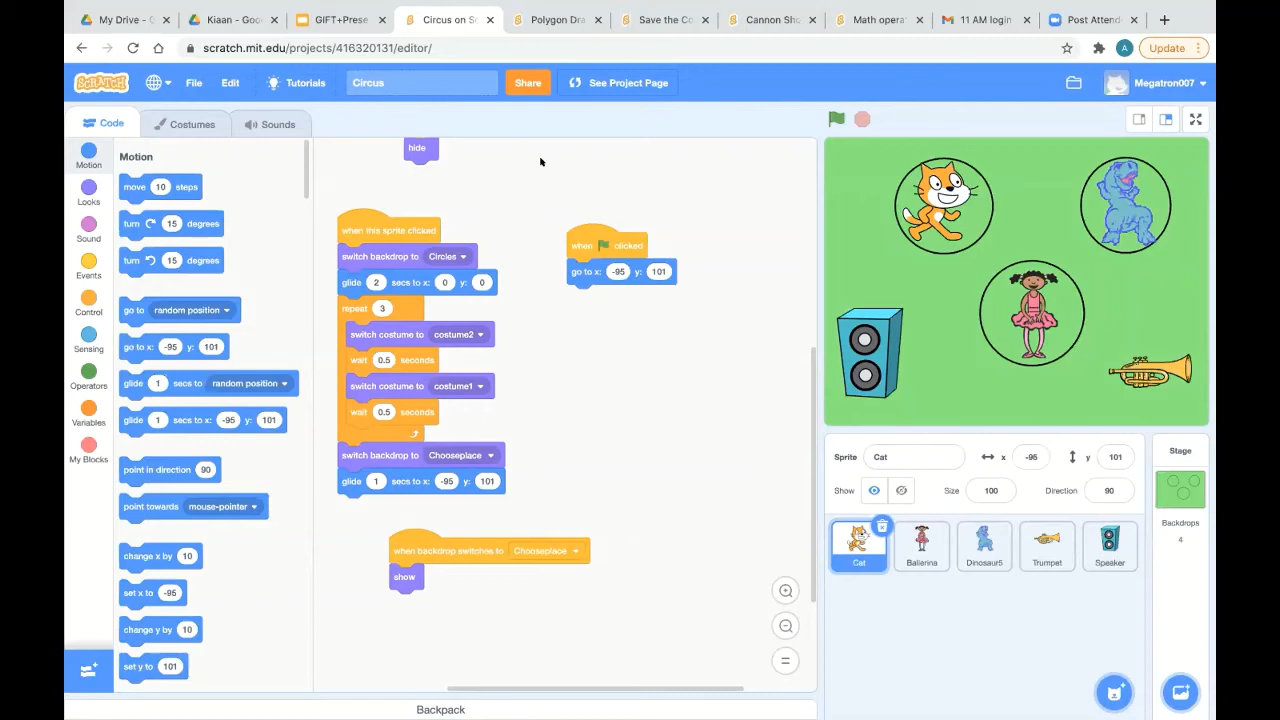 My Drive - G
Kiaan - Goo
GIFT+Prese
Circus on Sc
Polygon Dra
Save the Co
Cannon Sho
Math opera
11 AM login
Post Attend
scratch.mit.edu/projects/416320131/editor/
A
Update
SCRATCH
File
Edit
Tutorials
Circus
Share
See Project Page
Megatron007
Code
Costumes
Sounds
Motion
Looks
Sound
Events
Control
Sensing
Operators
Variables
My Blocks
Motion
move 10 steps
turn 15 degrees
turn 15 degrees
go to random position
go to x: -95 y: 101
glide 1 secs to random position
glide 1 secs to x: -95 y: 101
point in direction 90
point towards mouse-pointer
change x by 10
set x to -95
change y by 10
set y to 101
hide
when this sprite clicked
switch backdrop to Circles
glide 2 secs to x: 0 y: 0
repeat 3
switch costume to costume2
wait 0.5 seconds
switch costume to costume1
wait 0.5 seconds
switch backdrop to Chooseplace
glide 1 secs to x: -95 y: 101
when clicked
go to x: -95 y: 101
when backdrop switches to Chooseplace
show
Sprite Cat x -95 y 101
Show Size 100 Direction 90
Cat
Ballerina
Dinosaur5
Trumpet
Speaker
Stage
Backdrops
4
Backpack